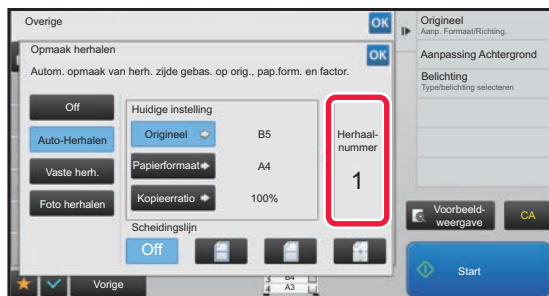 Overige
OK
Opmaak herhalen
OK
Autom. opmaak van herh. zijde gebas. op orig., pap.form. en factor.
Off
Auto-Herhalen
Vaste herh.
Foto herhalen
Huidige instelling
Origineel
B5
Papierformaat
A4
Kopieerratio
100%
Herhaal-
nummer
1
Scheidingslijn
Off
Vorige
3 B4
4 A3
Origineel
Aanp. Formaat/Richting.
Aanpassing Achtergrond
Belichting
Type/belichting selecteren
Voorbeeld-
weergave
CA
Start